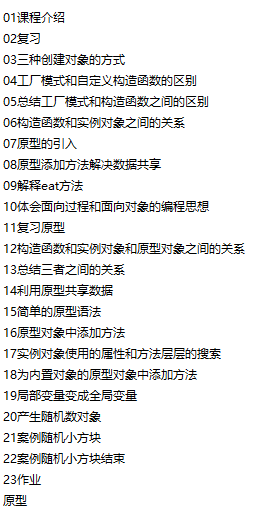 01课程介绍
02复习
03三种创建对象的方式
04工厂模式和自定义构造函数的区别
05总结工厂模式和构造函数之间的区别
06构造函数和实例对象之间的关系
07原型的引入
08原型添加方法解决数据共享
09解释eat方法
10体会面向过程和面向对象的编程思想
11复习原型
12构造函数和实例对象和原型对象之间的关系
13总结三者之间的关系
14利用原型共享数据
15简单的原型语法
16原型对象中添加方法
17实例对象使用的属性和方法层层的搜索
18为内置对象的原型对象中添加方法
19局部变量变成全局变量
20产生随机数对象
21案例随机小方块
22案例随机小方块结束
23作业
原型